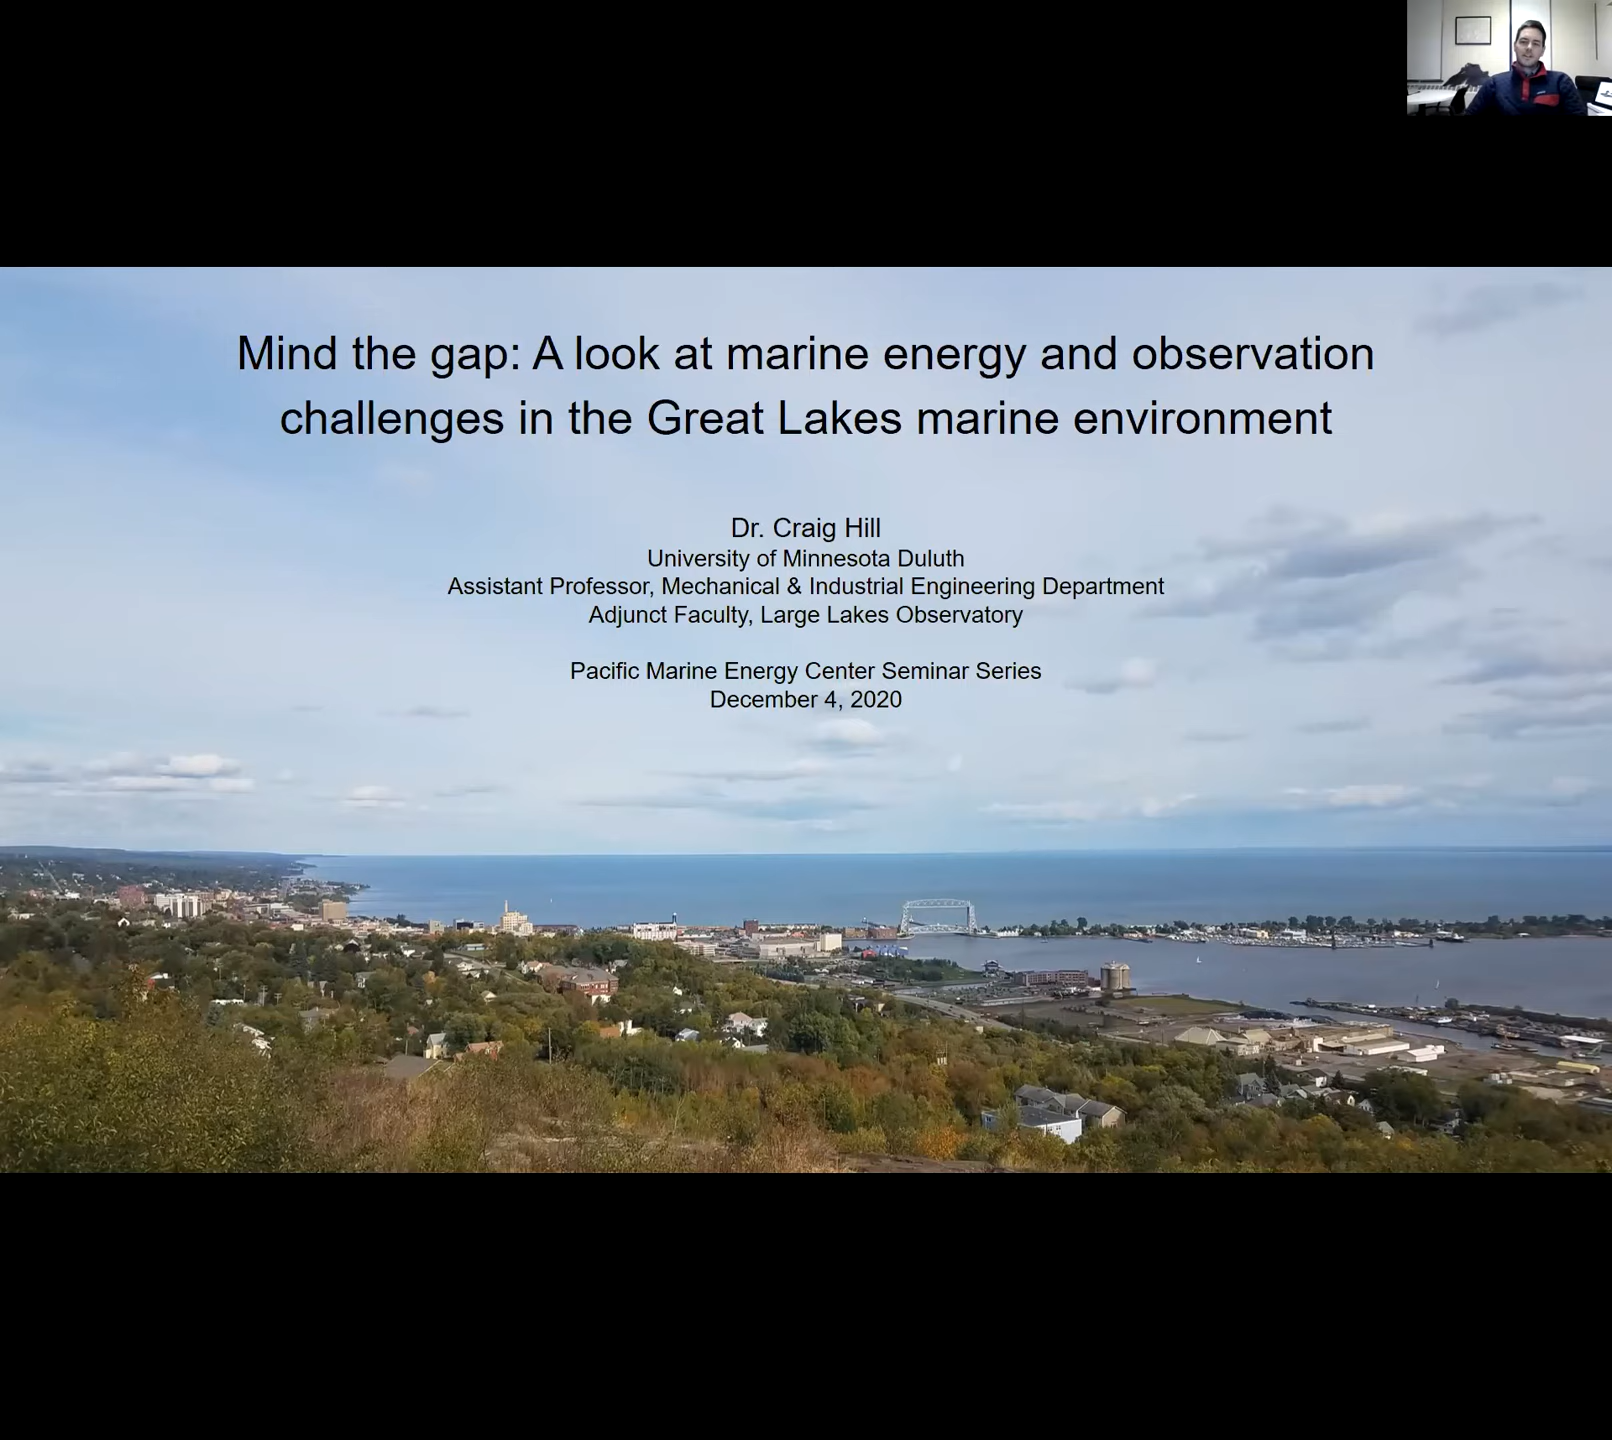 Mind the gap: A look at marine energy and observation
challenges in the Great Lakes marine environment
Dr. Craig Hill
University of Minnesota Duluth
Assistant Professor, Mechanical & Industrial Engineering Department
Adjunct Faculty, Large Lakes Observatory
Pacific Marine Energy Center Seminar Series
December 4, 2020